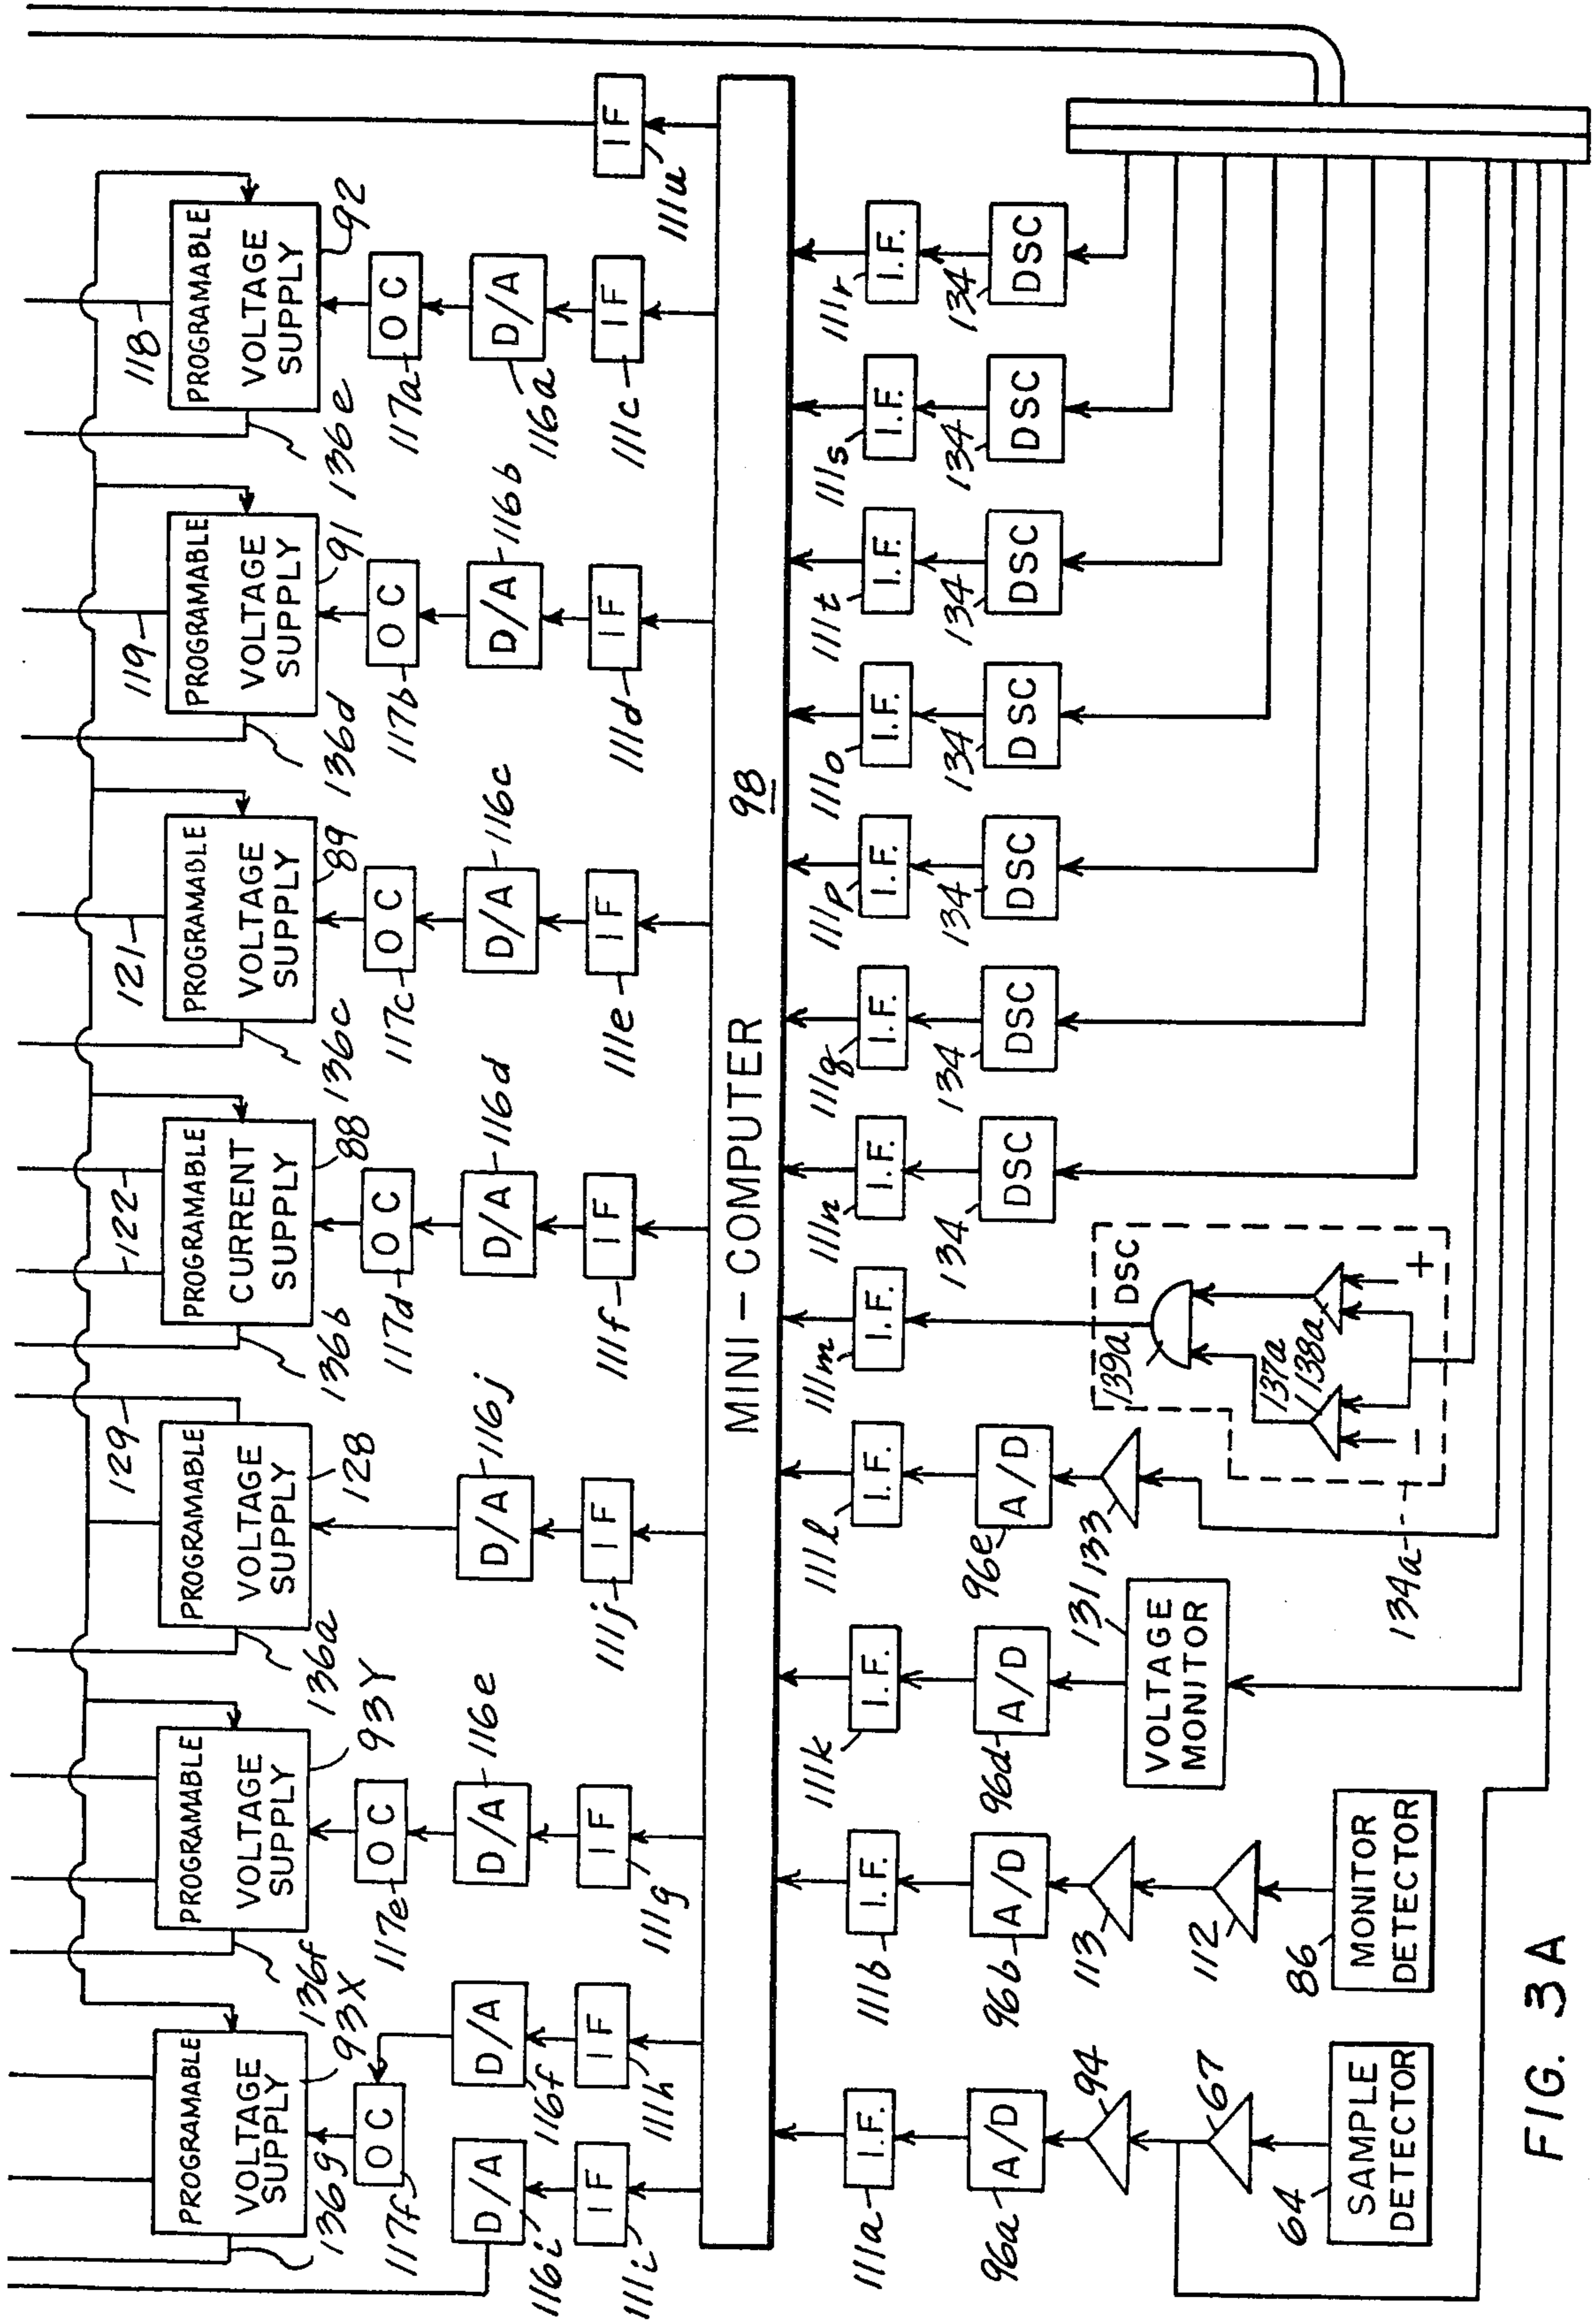 118
119
121
122
129
PROGRAMABLE
VOLTAGE
SUPPLY
93X
136g
PROGRAMABLE
VOLTAGE
SUPPLY
93Y
136f
PROGRAMABLE
VOLTAGE
SUPPLY
128
136a
PROGRAMABLE
CURRENT
SUPPLY
88
136b
PROGRAMABLE
VOLTAGE
SUPPLY
89
136c
PROGRAMABLE
VOLTAGE
SUPPLY
91
136d
PROGRAMABLE
VOLTAGE
SUPPLY
92
136e
OC
117f
OC
117e
OC
117d
OC
117c
OC
117b
OC
117a
D/A
116i
D/A
116f
D/A
116e
D/A
116j
D/A
116d
D/A
116c
D/A
116b
D/A
116a
IF
111i
IF
111h
IF
111g
IF
111j
IF
111f
IF
111e
IF
111d
IF
111c
IF
111u
MINI-COMPUTER 98
I.F.
111a
I.F.
111b
I.F.
111k
I.F.
111l
I.F.
111m
I.F.
111n
I.F.
111q
I.F.
111p
I.F.
111o
I.F.
111t
I.F.
111s
I.F.
111r
A/D
96a
A/D
96b
A/D
96d
A/D
96e
DSC
134
DSC
134
DSC
134
DSC
134
DSC
134
DSC
134
DSC
134
94
113
VOLTAGE
MONITOR
131
133
DSC
139a
137a
138a
−
+
134a
67
112
SAMPLE
DETECTOR
64
MONITOR
DETECTOR
86
FIG. 3A